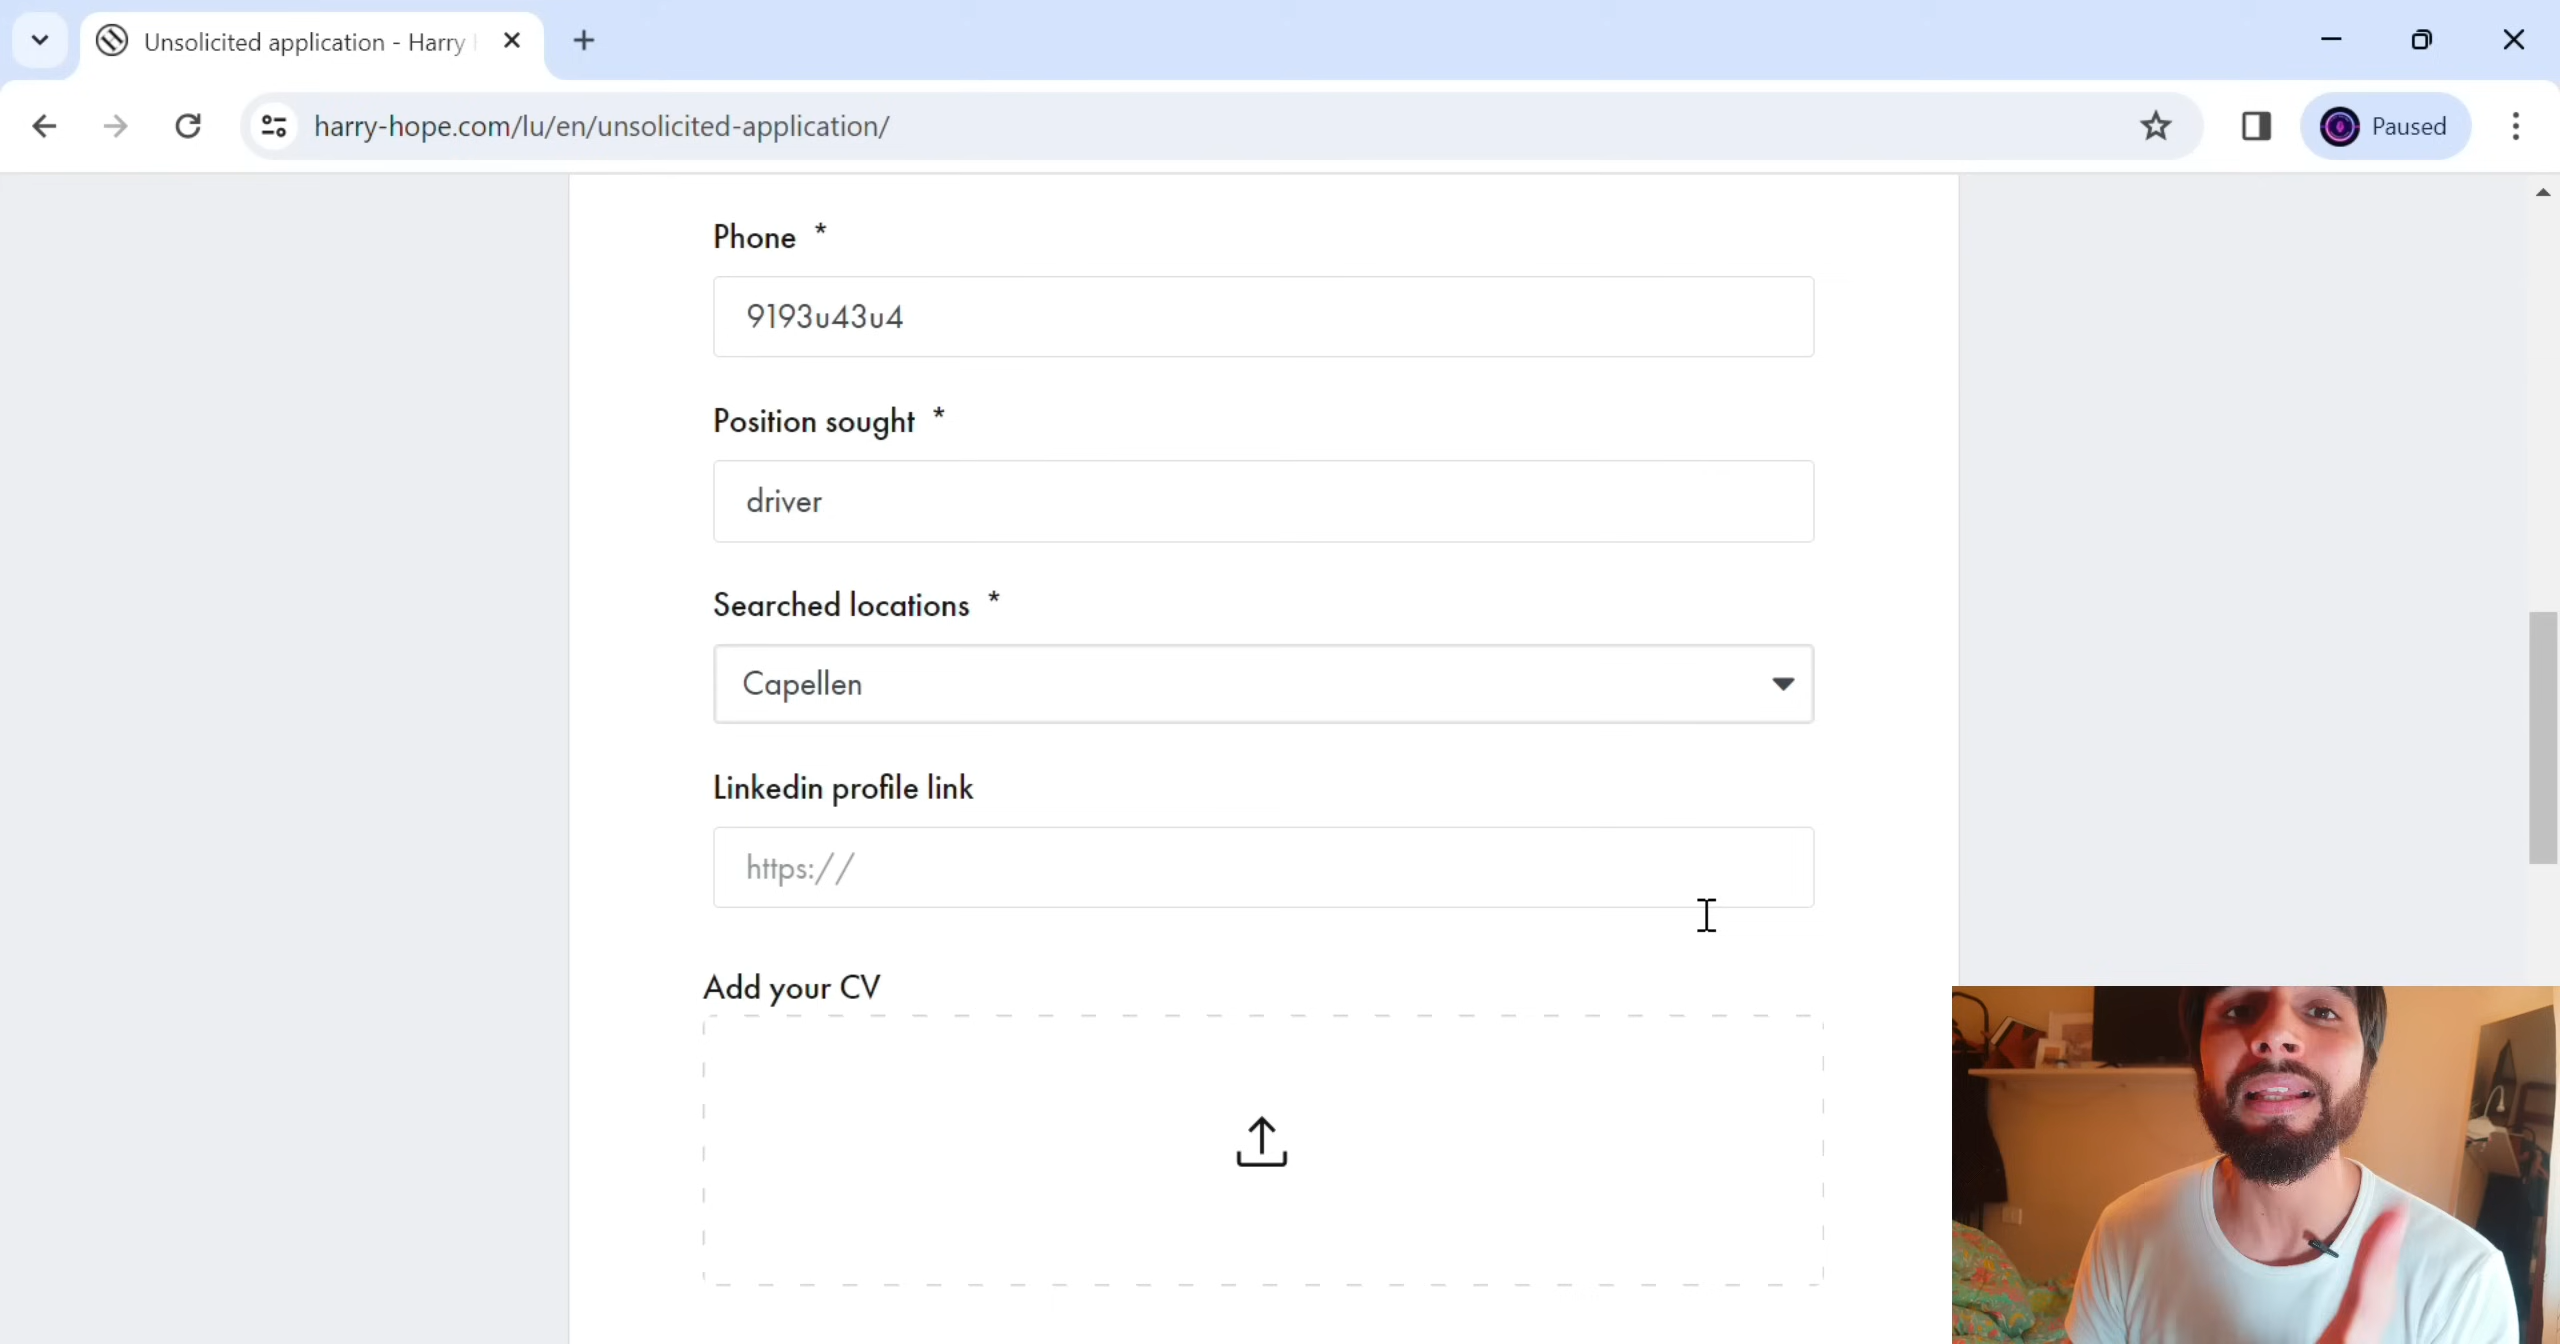 Unsolicited application - Harry
harry-hope.com/lu/en/unsolicited-application/
Paused
Phone *
9193u43u4
Position sought *
driver
Searched locations *
Capellen
Linkedin profile link
https://
Add your CV